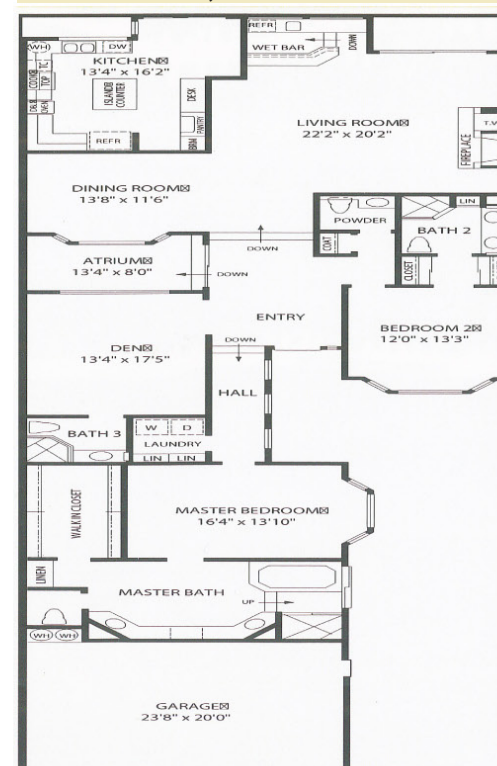 REFR
WET BAR
DOWN
WH
DW
KITCHEN
13'4" x 16'2"
TC
TOP
OVEN
ISLAND
COUNTER
DESK
PANTRY
BRM
REFR
LIVING ROOM
22'2" x 20'2"
FIREPLACE
T.V.
DINING ROOM
13'8" x 11'6"
POWDER
LIN
BATH 2
COAT
CLOSET
DOWN
ATRIUM
13'4" x 8'0"
DOWN
ENTRY
BEDROOM 2
12'0" x 13'3"
DEN
13'4" x 17'5"
DOWN
HALL
BATH 3
W
D
LAUNDRY
LIN
LIN
WALK IN CLOSET
MASTER BEDROOM
16'4" x 13'10"
LINEN
MASTER BATH
UP
WH
WH
GARAGE
23'8" x 20'0"